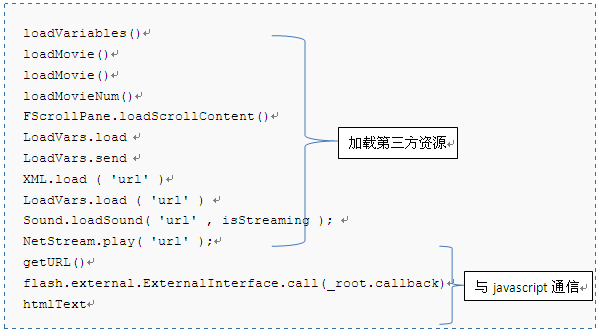 loadVariables()
loadMovie()
loadMovie()
loadMovieNum()
FScrollPane.loadScrollContent()
LoadVars.load
LoadVars.send
XML.load ( 'url' )
LoadVars.load ( 'url' )
Sound.loadSound( 'url' , isStreaming );
NetStream.play( 'url' );
getURL()
flash.external.ExternalInterface.call(_root.callback)
htmlText
加载第三方资源
与 javascript 通信